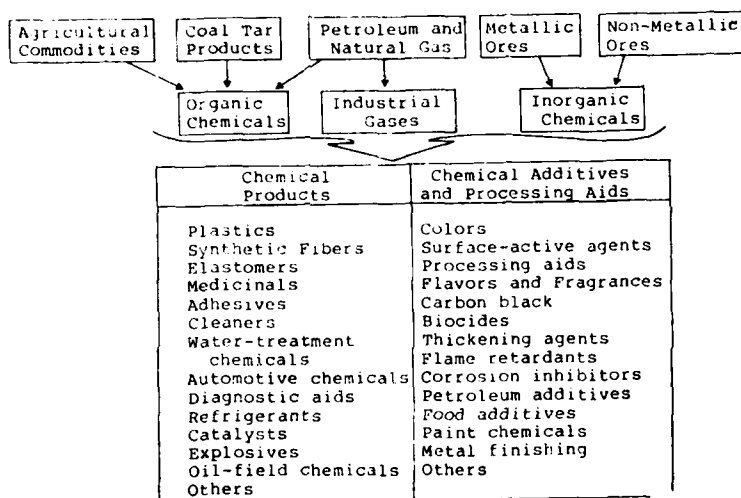 Agricultural Commodities
Coal Tar Products
Petroleum and Natural Gas
Metallic Ores
Non-Metallic Ores
Organic Chemicals
Industrial Gases
Inorganic Chemicals
Chemical Products
Chemical Additives and Processing Aids
Plastics
Synthetic Fibers
Elastomers
Medicinals
Adhesives
Cleaners
Water-treatment
chemicals
Automotive chemicals
Diagnostic aids
Refrigerants
Catalysts
Explosives
Oil-field chemicals
Others
Colors
Surface-active agents
Processing aids
Flavors and Fragrances
Carbon black
Biocides
Thickening agents
Flame retardants
Corrosion inhibitors
Petroleum additives
Food additives
Paint chemicals
Metal finishing
Others